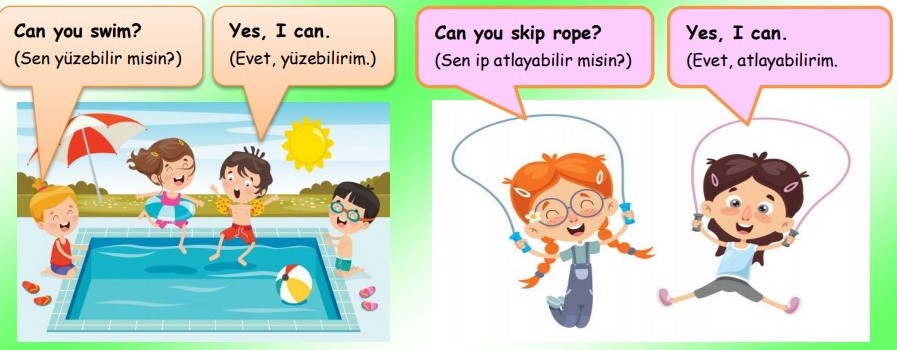 Can you swim?
(Sen yüzebilir misin?)
Yes, I can.
(Evet, yüzebilirim.)
Can you skip rope?
(Sen ip atlayabilir misin?)
Yes, I can.
(Evet, atlayabilirim.